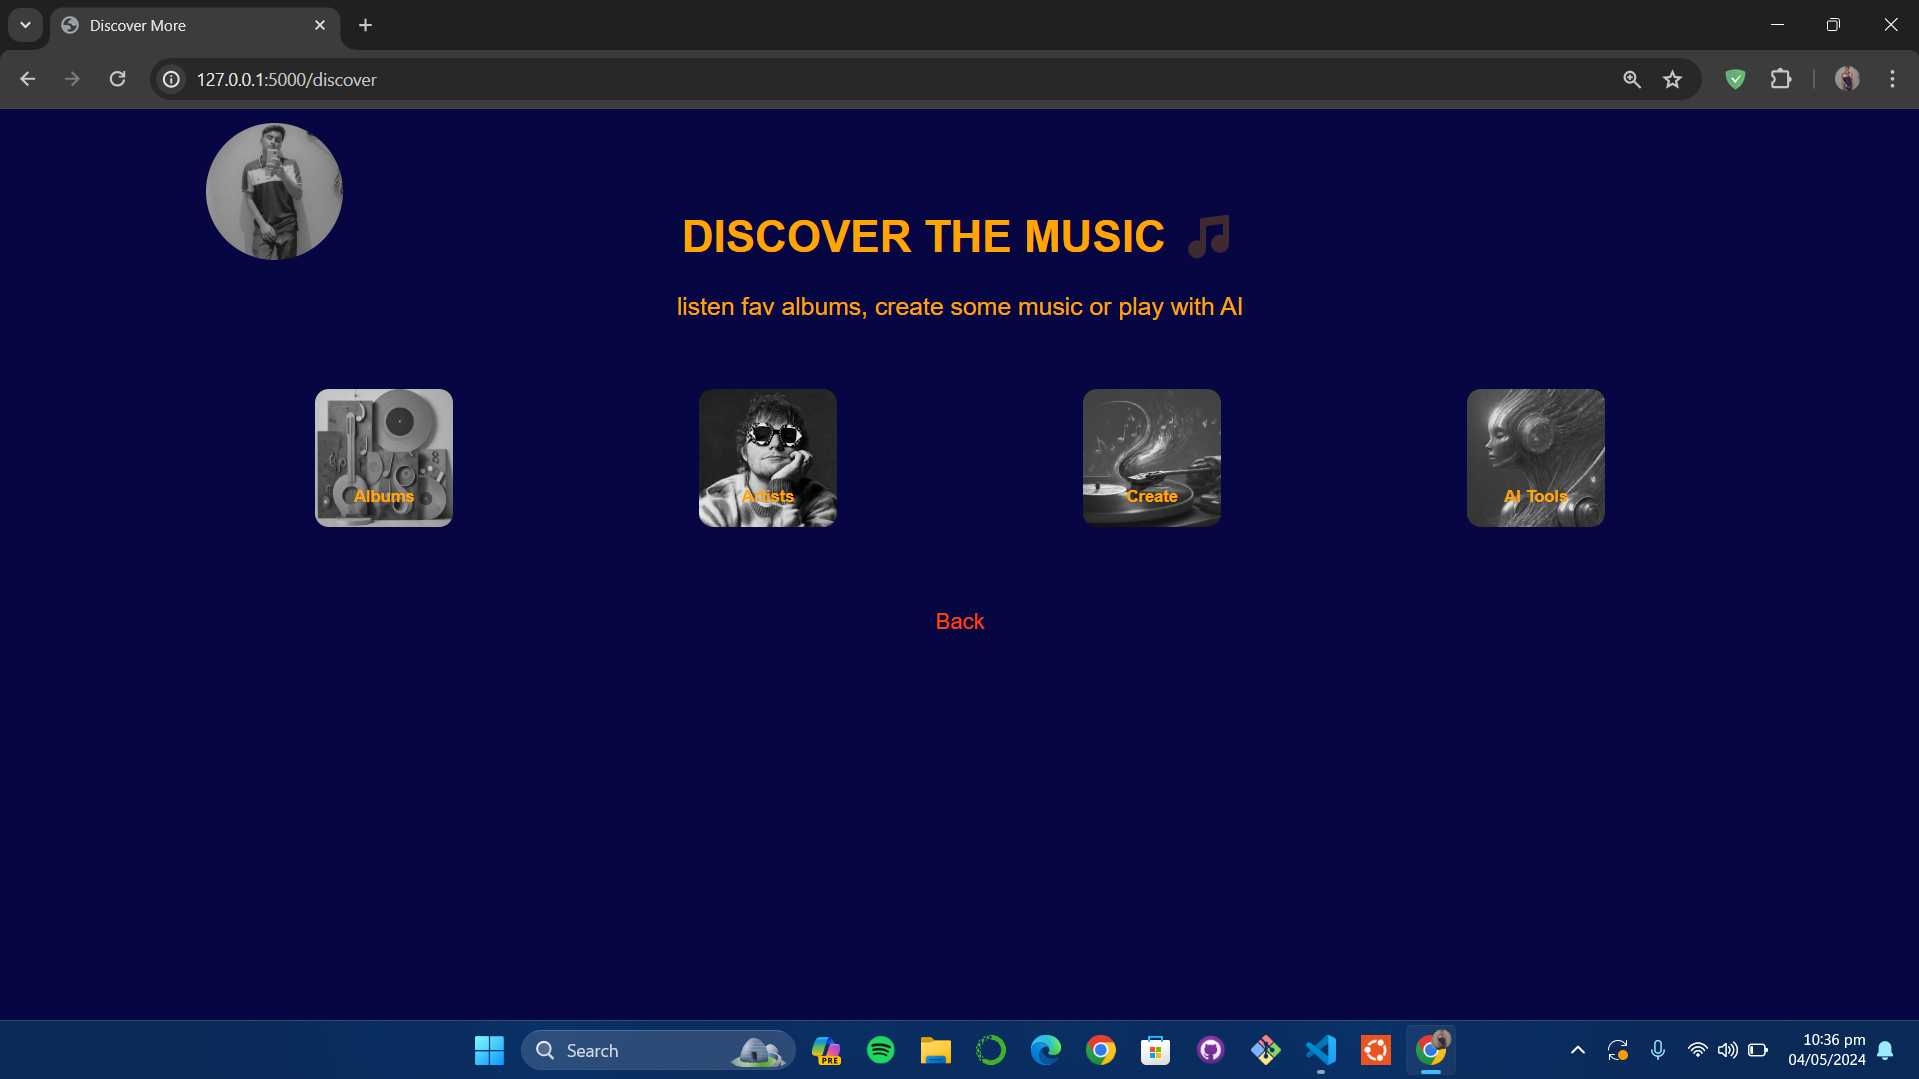 Discover More
127.0.0.1:5000/discover
DISCOVER THE MUSIC
listen fav albums, create some music or play with AI
Albums
Artists
Create
AI Tools
Back
Search
PRE
10:36 pm
04/05/2024